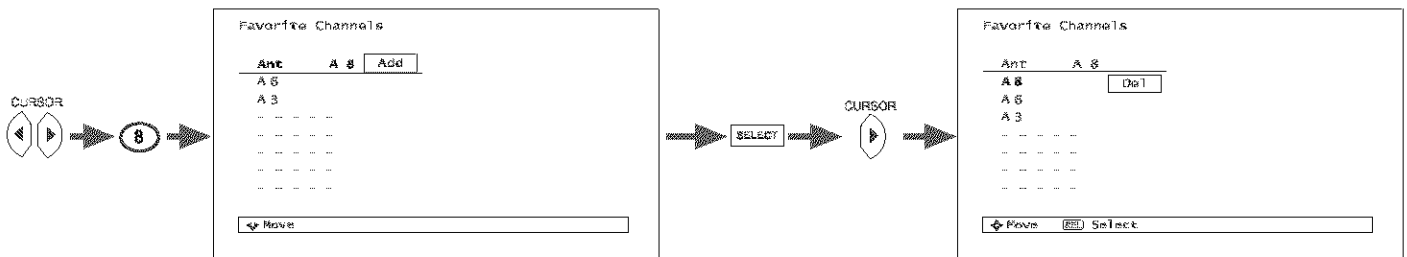 CURSOR
8
Favorite Channels
Ant A 8 Add
A 6
A 3
- - - - -
- - - - -
- - - - -
- - - - -
- - - - -
Move
SELECT
CURSOR
Favorite Channels
Ant A 8
A 8 Del
A 6
A 3
- - - - -
- - - - -
- - - - -
- - - - -
Move Select